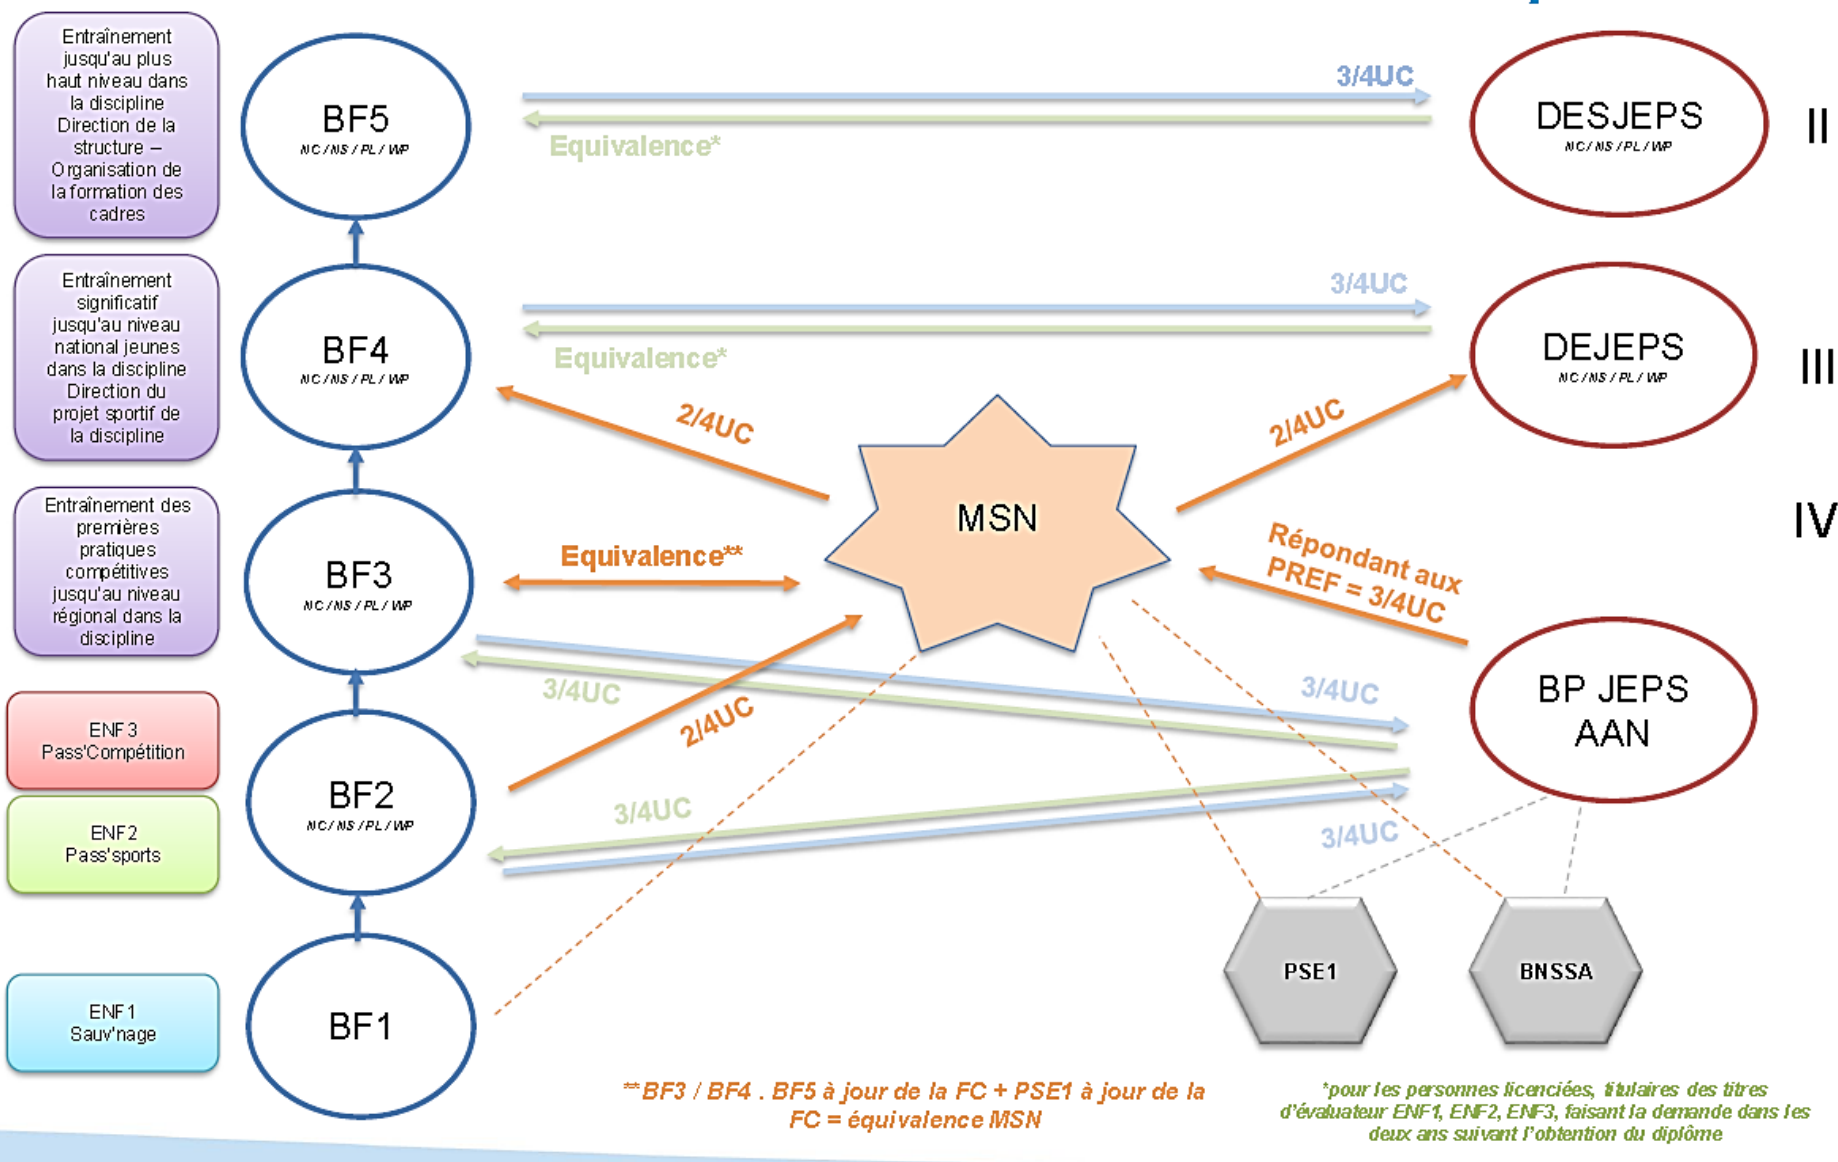 Entraînement
jusqu'au plus
haut niveau dans
la discipline
Direction de la
structure –
Organisation de
la formation des
cadres
BF5
NC / NS / PL / WP
3/4UC
Equivalence*
DESJEPS
NC / NS / PL / WP
II
Entraînement
significatif
jusqu'au niveau
national jeunes
dans la discipline
Direction du
projet sportif de
la discipline
BF4
NC / NS / PL / WP
3/4UC
Equivalence*
DEJEPS
NC / NS / PL / WP
III
2/4UC
2/4UC
Entraînement des
premières
pratiques
compétitives
jusqu'au niveau
régional dans la
discipline
BF3
NC / NS / PL / WP
Equivalence**
MSN
Répondant aux
PREF = 3/4UC
IV
3/4UC
2/4UC
3/4UC
BP JEPS
AAN
ENF3
Pass'Compétition
ENF2
Pass'sports
BF2
NC / NS / PL / WP
3/4UC
3/4UC
ENF1
Sauv'nage
BF1
PSE1
BNSSA
**BF3 / BF4 . BF5 à jour de la FC + PSE1 à jour de la
FC = équivalence MSN
*pour les personnes licenciées, titulaires des titres
d'évaluateur ENF1, ENF2, ENF3, faisant la demande dans les
deux ans suivant l'obtention du diplôme